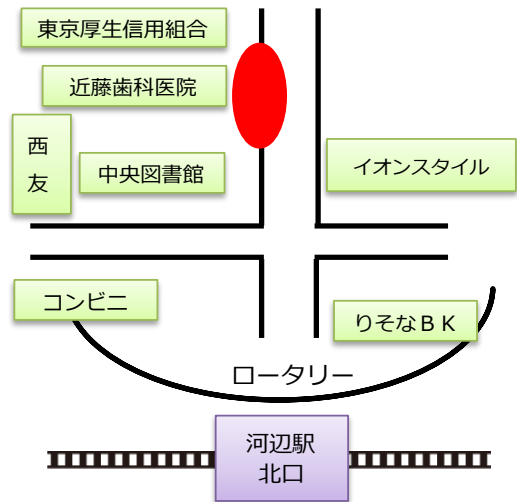 東京厚生信用組合
近藤歯科医院
西
友
中央図書館
イオンスタイル
コンビニ
りそなＢＫ
ロータリー
河辺駅
北口